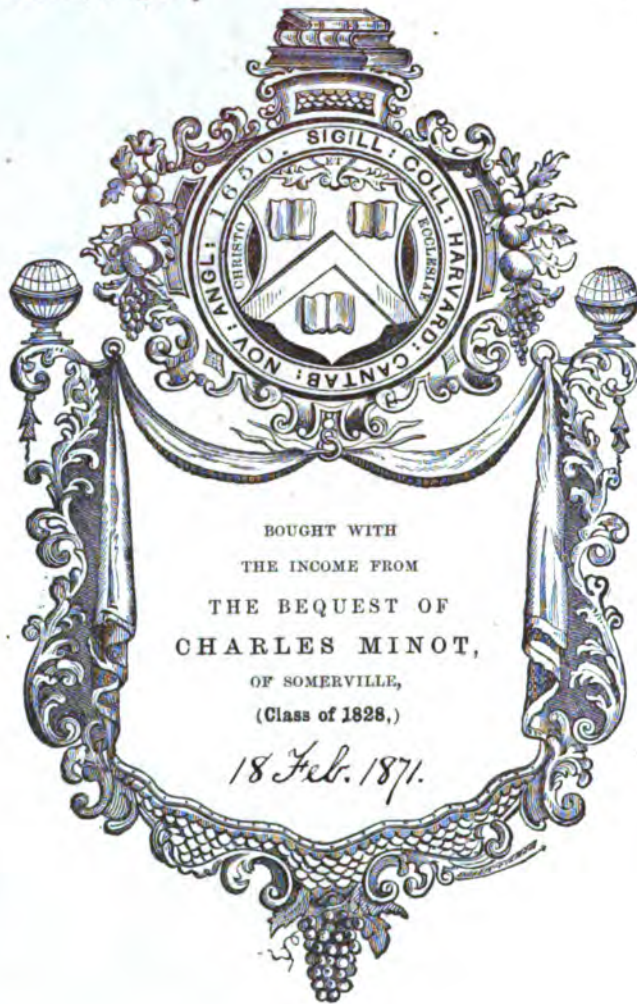 SIGILL : COLL : HARVARD : CANTAB : NOV : ANGL : 1650.
ET
CHRISTO
ECCLESIAE
BOUGHT WITH
THE INCOME FROM
THE BEQUEST OF
CHARLES MINOT,
OF SOMERVILLE,
(Class of 1828,)
18 Feb. 1871.